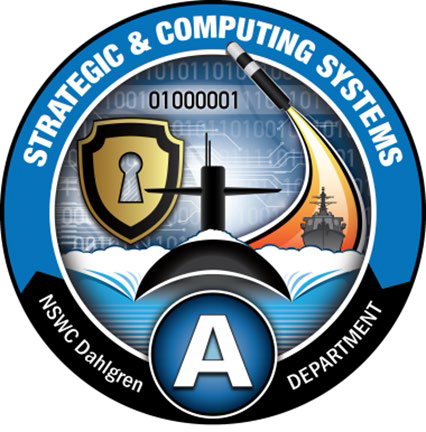 STRATEGIC & COMPUTING SYSTEMS
01000001
A
NSWC Dahlgren
DEPARTMENT